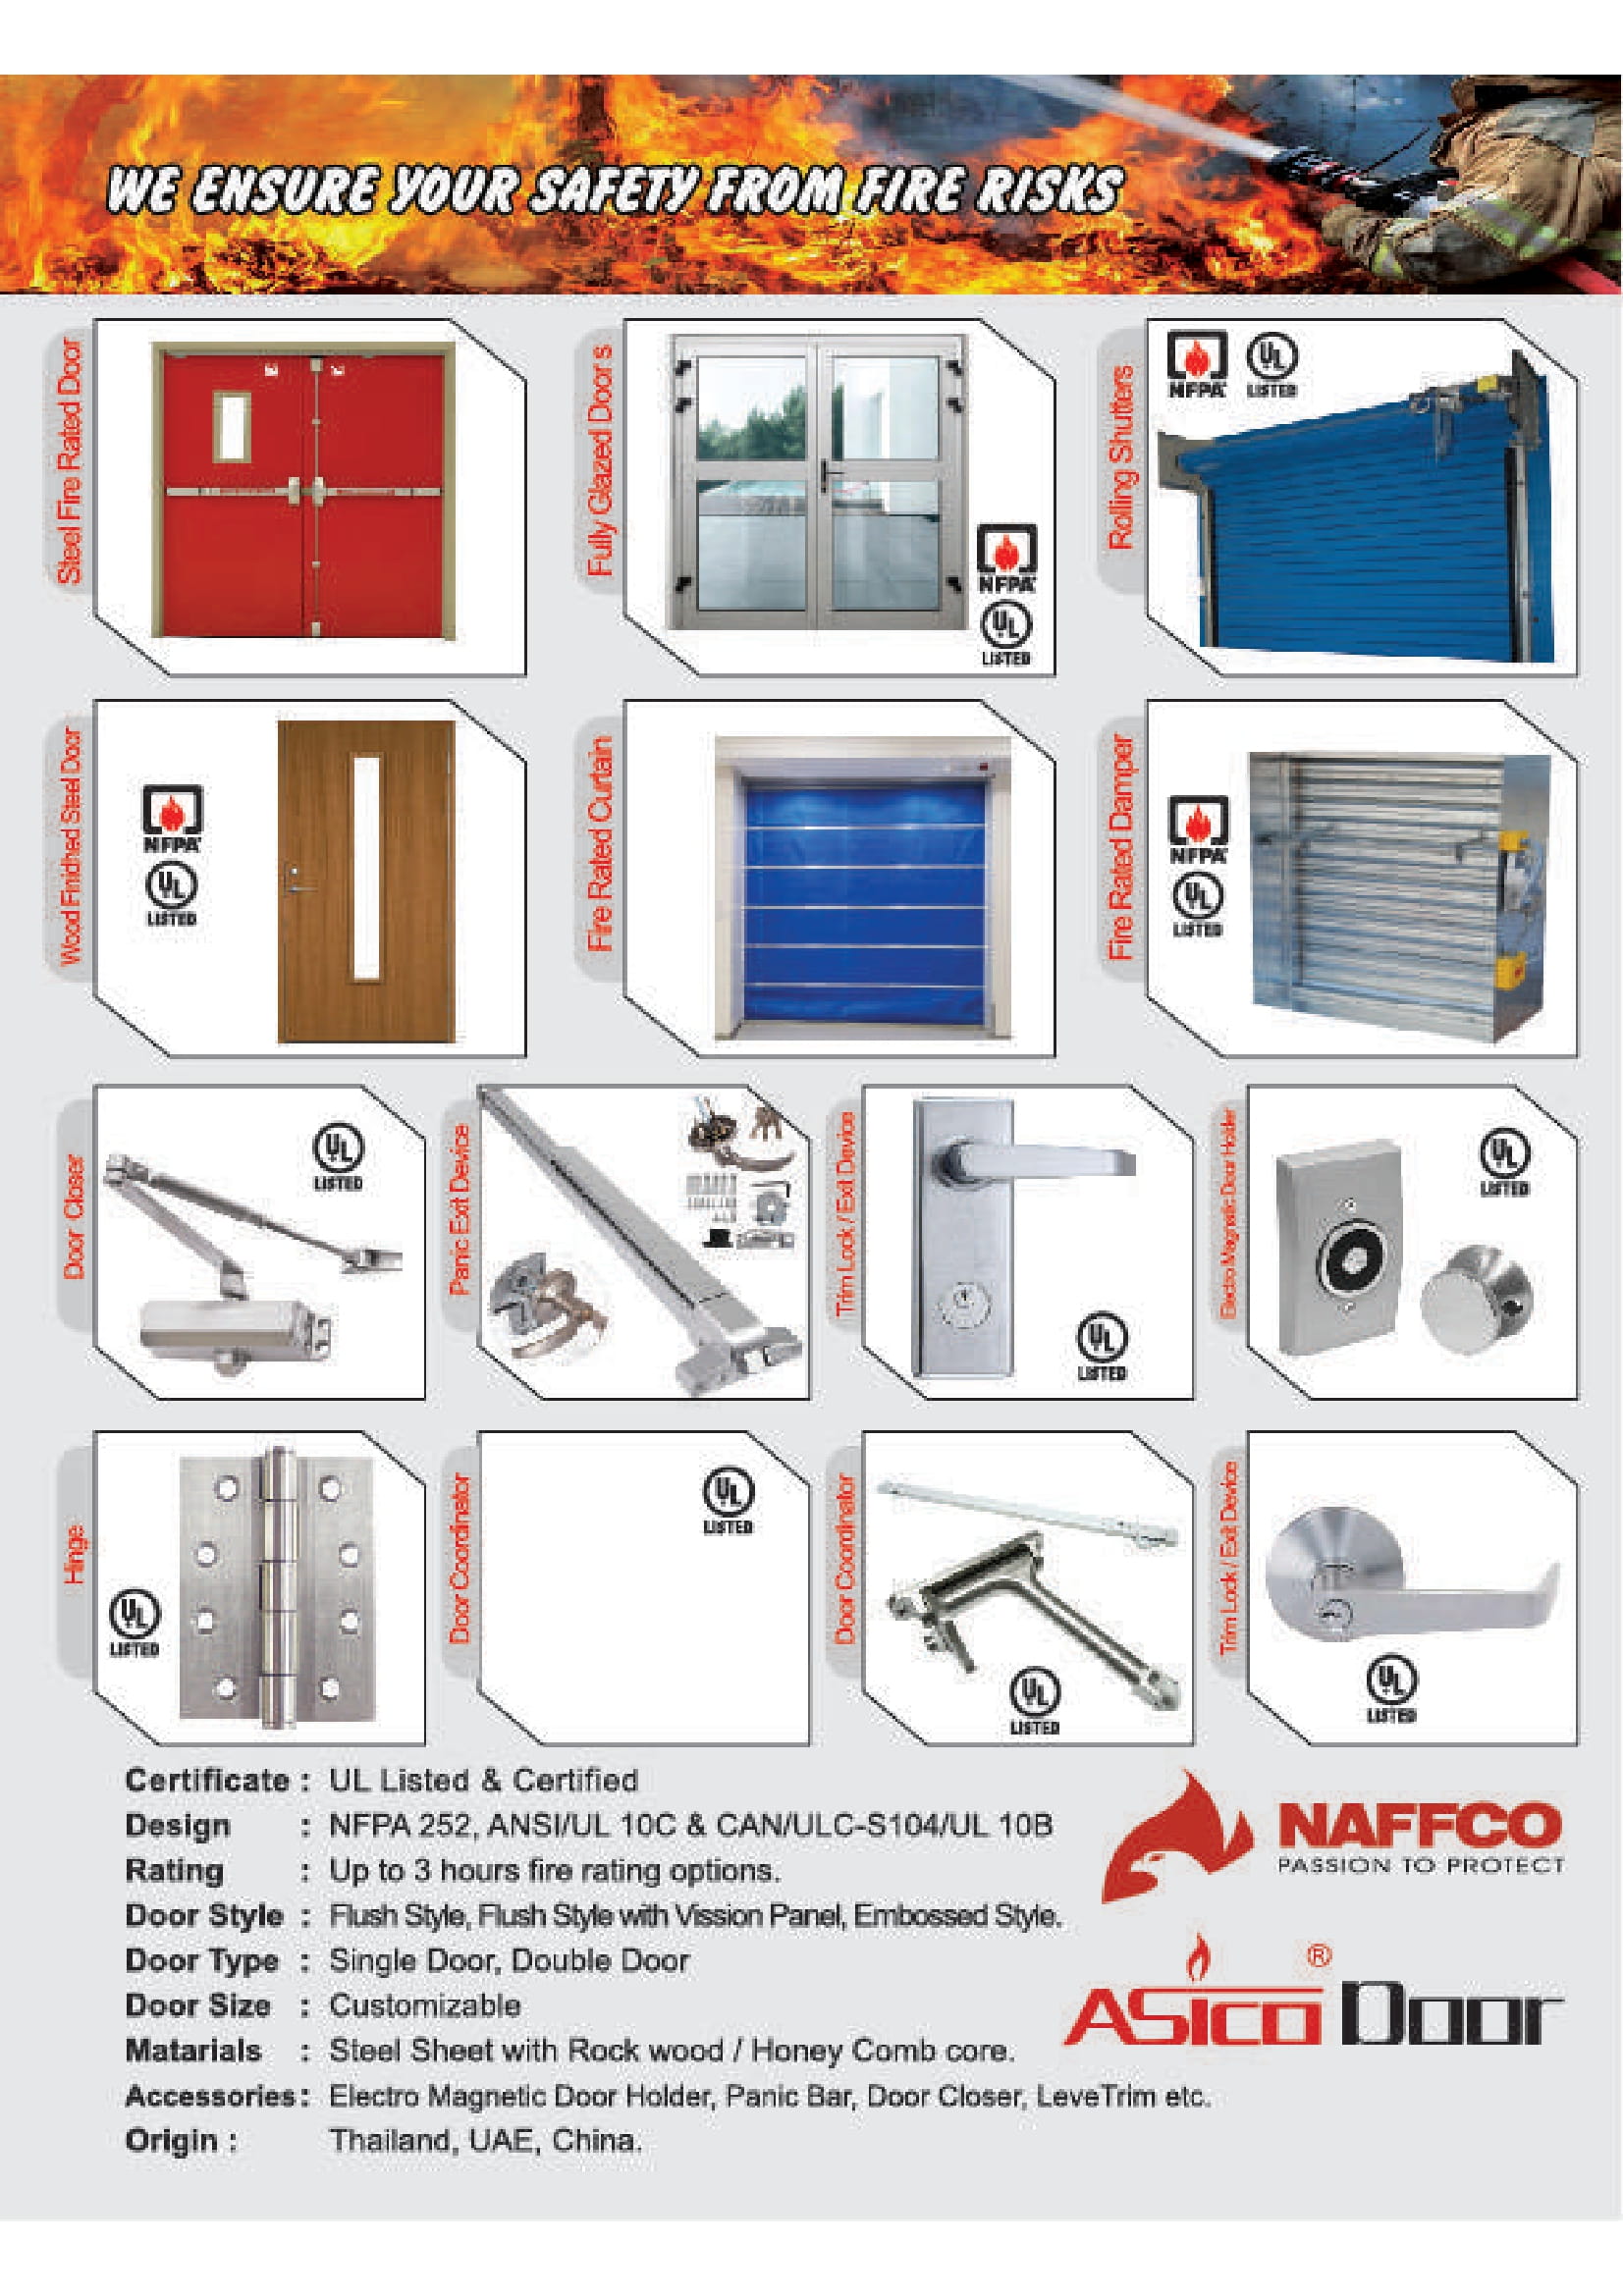 WE ENSURE YOUR SAFETY FROM FIRE RISKS
Steel Fire Rated Door
Fully Glazed Door s
NFPA
UL
LISTED
Rolling Shutters
NFPA
UL
LISTED
Wood Finidhed Steel Door
NFPA
UL
LISTED
Fire Rated Curtain
Fire Rated Damper
NFPA
UL
LISTED
Door Closer
UL
LISTED
Panic Exit Device
Trim Lock / Exit Device
UL
LISTED
Electro Magnatic Door Holder
UL
LISTED
Hinge
UL
LISTED
Door Coordinator
UL
LISTED
Door Coordinator
UL
LISTED
Trim Lock / Exit Device
UL
LISTED
Certificate : UL Listed & Certified
Design : NFPA 252, ANSI/UL 10C & CAN/ULC-S104/UL 10B
Rating : Up to 3 hours fire rating options.
Door Style : Flush Style, Flush Style with Vission Panel, Embossed Style.
Door Type : Single Door, Double Door
Door Size : Customizable
Matarials : Steel Sheet with Rock wood / Honey Comb core.
Accessories : Electro Magnetic Door Holder, Panic Bar, Door Closer, LeveTrim etc.
Origin : Thailand, UAE, China.
NAFFCO
PASSION TO PROTECT
ASICO ® Door